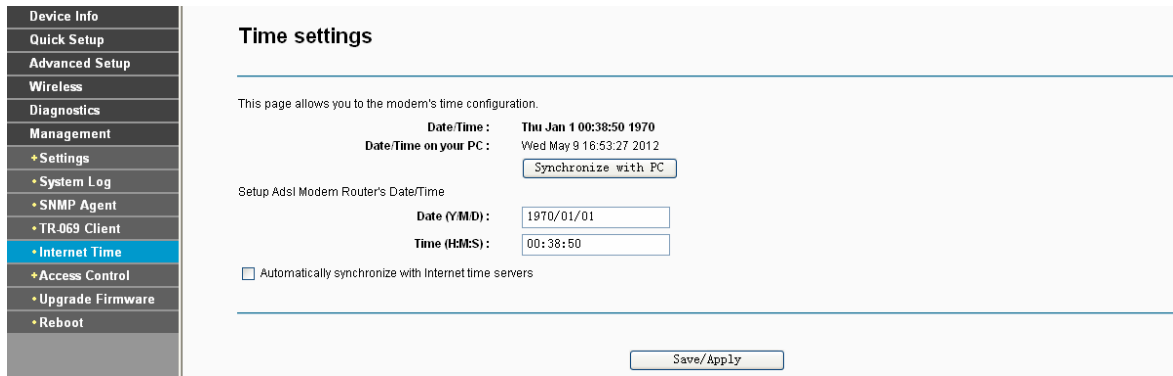 Device Info
Quick Setup
Advanced Setup
Wireless
Diagnostics
Management
+Settings
•System Log
•SNMP Agent
•TR-069 Client
•Internet Time
+Access Control
•Upgrade Firmware
•Reboot
Time settings
This page allows you to the modem's time configuration.
Date/Time : Thu Jan 1 00:38:50 1970
Date/Time on your PC : Wed May 9 16:53:27 2012
Synchronize with PC
Setup Adsl Modem Router's Date/Time
Date (Y/M/D) : 1970/01/01
Time (H:M:S) : 00:38:50
Automatically synchronize with Internet time servers
Save/Apply